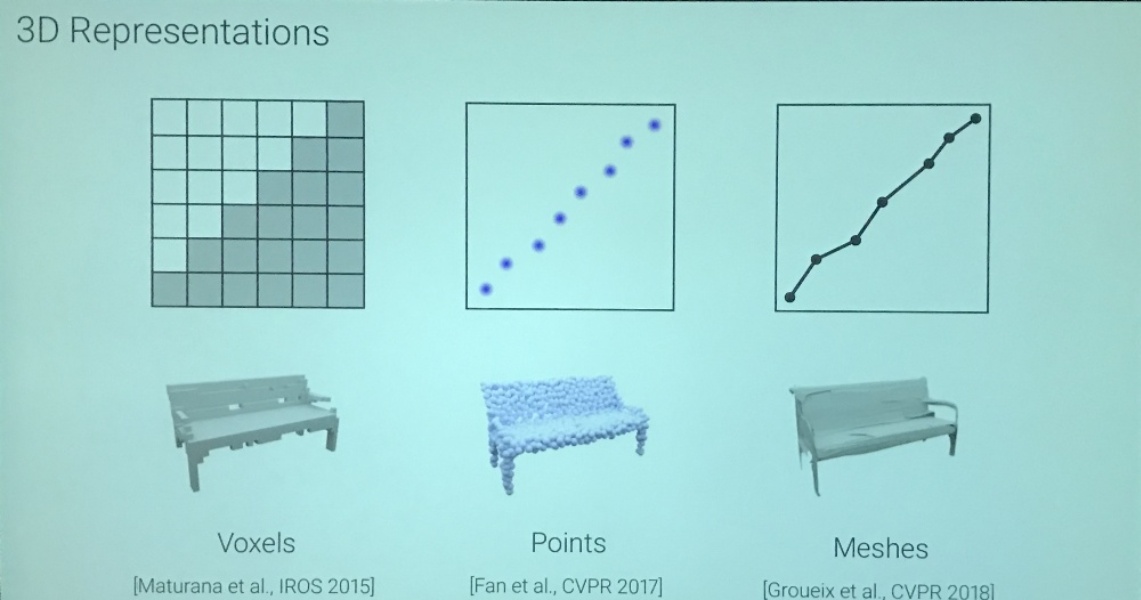 3D Representations
Voxels
Points
Meshes
[Maturana et al., IROS 2015]
[Fan et al., CVPR 2017]
[Groueix et al., CVPR 2018]